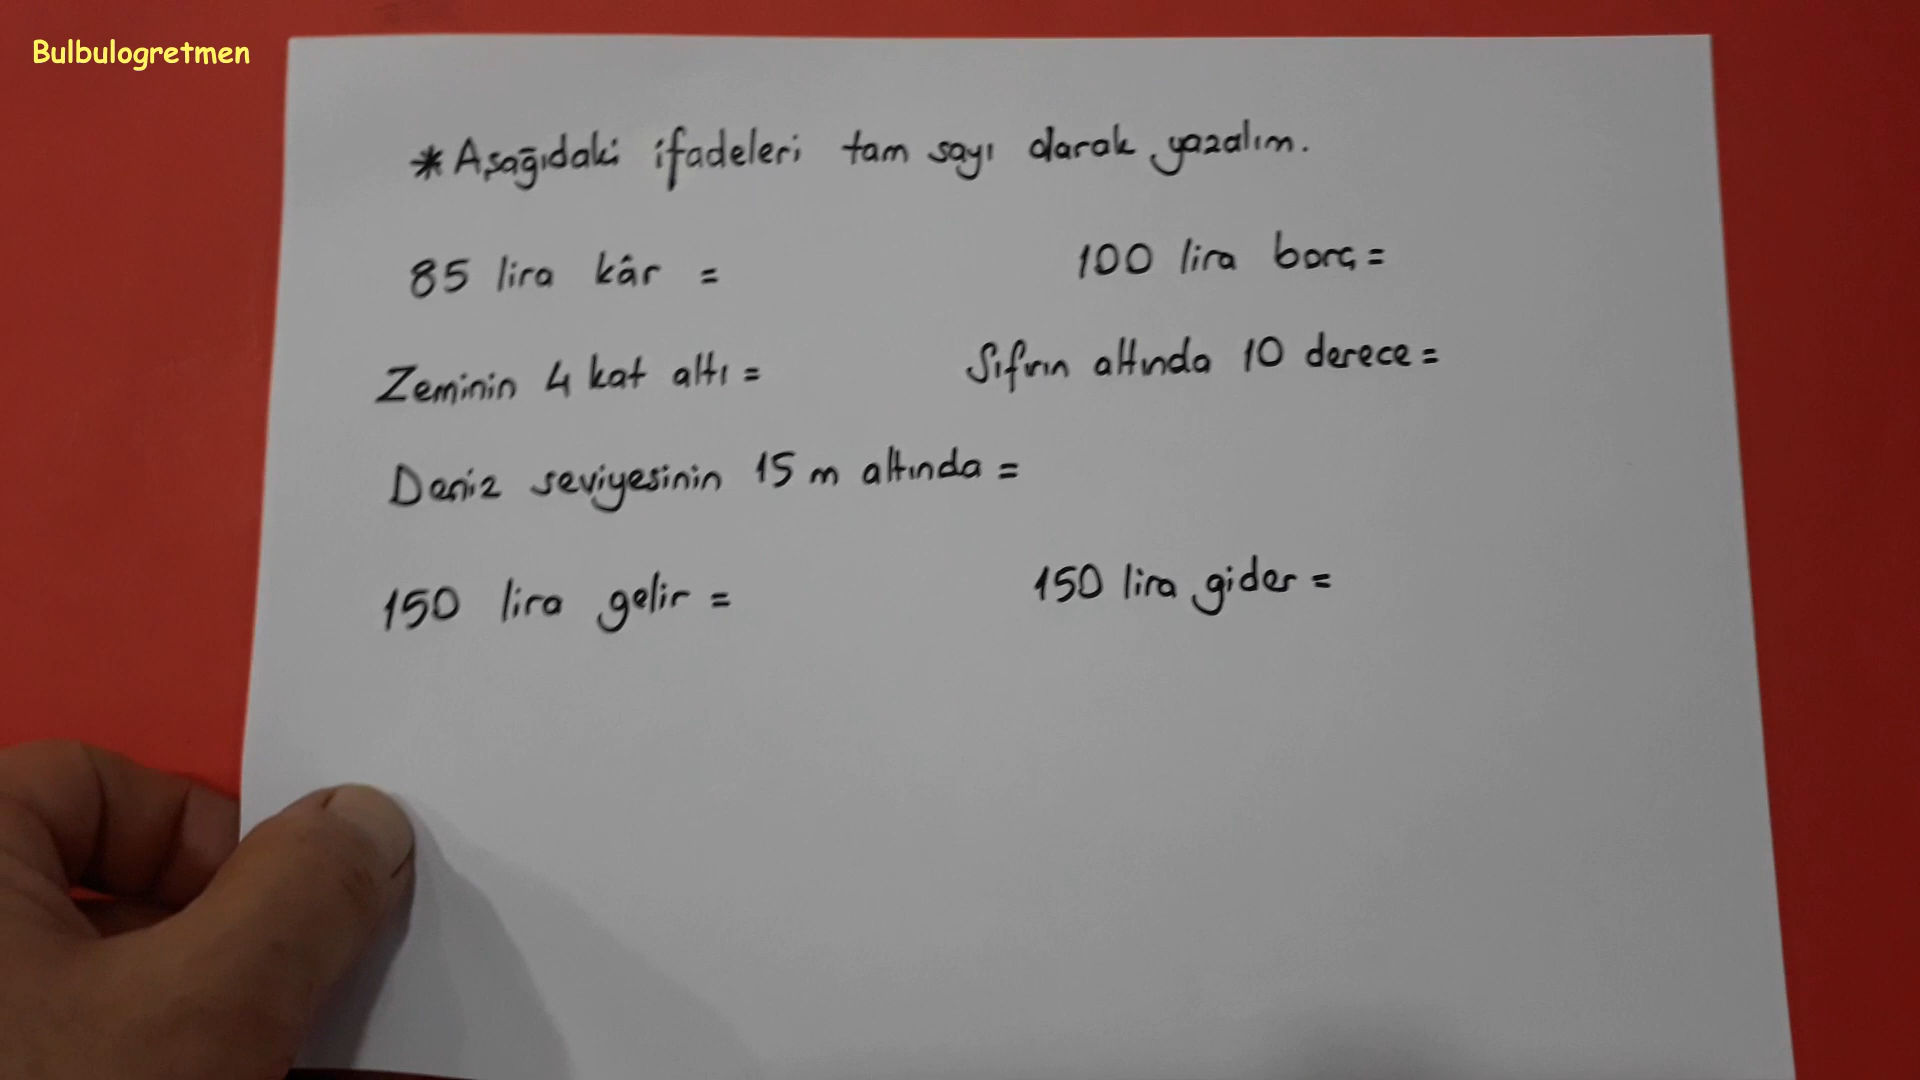 Bulbulogretmen
* Aşağıdaki ifadeleri tam sayı olarak yazalım.
85 lira kâr =
100 lira borç =
Zeminin 4 kat altı =
Sıfırın altında 10 derece =
Deniz seviyesinin 15 m altında =
150 lira gelir =
150 lira gider =